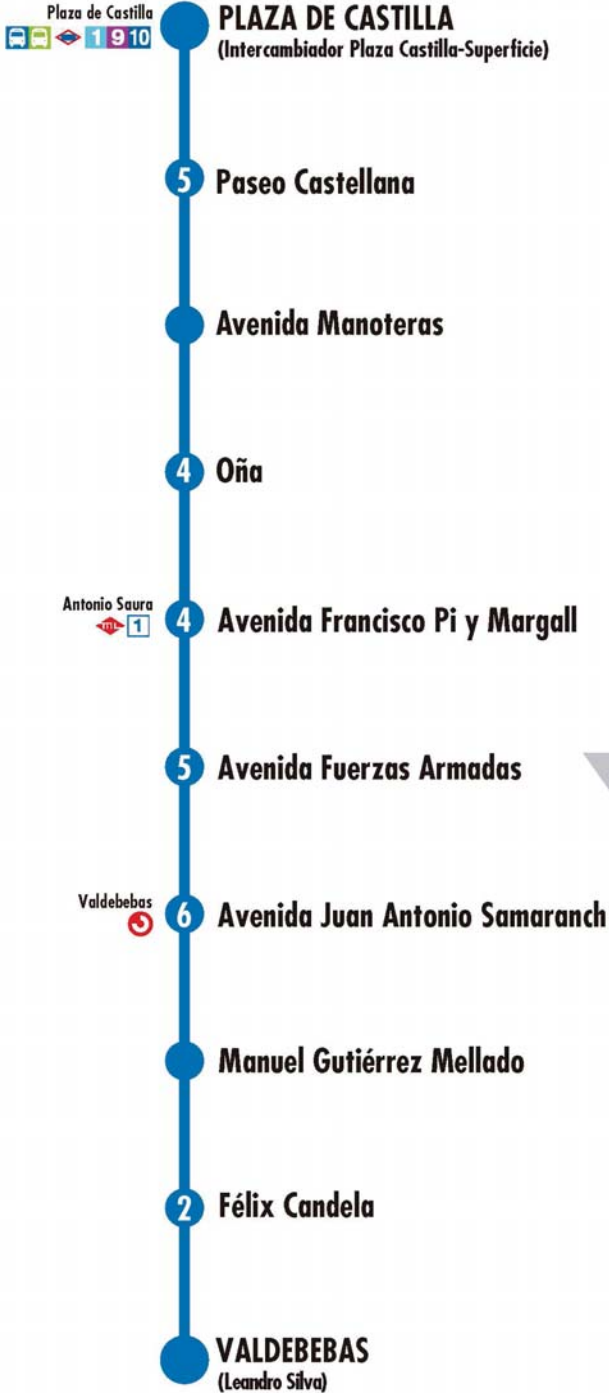 Plaza de Castilla
1 9 10
PLAZA DE CASTILLA
(Intercambiador Plaza Castilla-Superficie)
5 Paseo Castellana
Avenida Manoteras
4 Oña
Antonio Saura
ML 1
4 Avenida Francisco Pi y Margall
5 Avenida Fuerzas Armadas
Valdebebas
6 Avenida Juan Antonio Samaranch
Manuel Gutiérrez Mellado
2 Félix Candela
VALDEBEBAS
(Leandro Silva)